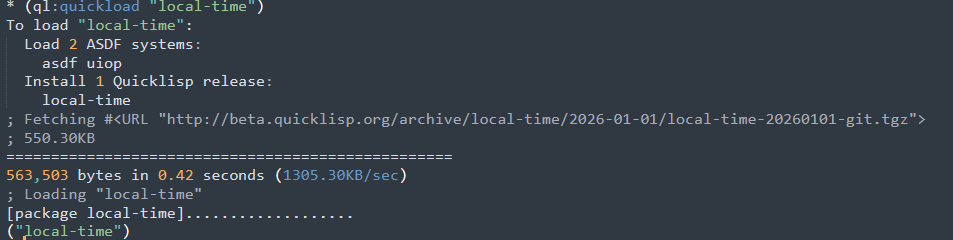 * (ql:quickload "local-time")
To load "local-time":
  Load 2 ASDF systems:
    asdf uiop
  Install 1 Quicklisp release:
    local-time
; Fetching #<URL "http://beta.quicklisp.org/archive/local-time/2026-01-01/local-time-20260101-git.tgz">
; 550.30KB
==================================================
563,503 bytes in 0.42 seconds (1305.30KB/sec)
; Loading "local-time"
[package local-time]...................
("local-time")